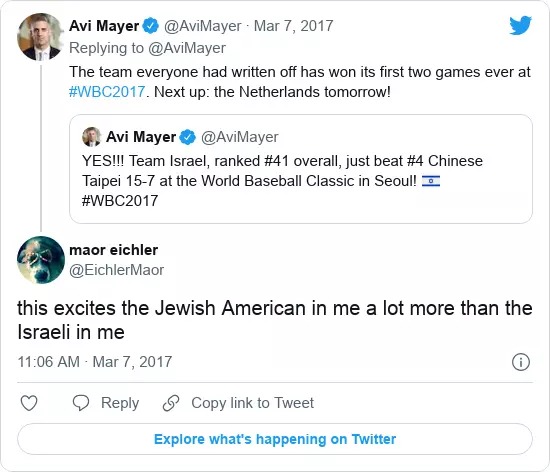 Avi Mayer @AviMayer · Mar 7, 2017
Replying to @AviMayer
The team everyone had written off has won its first two games ever at
#WBC2017. Next up: the Netherlands tomorrow!
Avi Mayer @AviMayer
YES!!! Team Israel, ranked #41 overall, just beat #4 Chinese
Taipei 15-7 at the World Baseball Classic in Seoul! 🇮🇱
#WBC2017
maor eichler
@EichlerMaor
this excites the Jewish American in me a lot more than the
Israeli in me
11:06 AM · Mar 7, 2017
Reply
Copy link to Tweet
Explore what's happening on Twitter